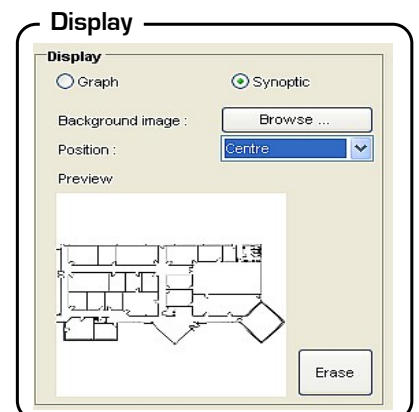 Display
Display
Graph Synoptic
Background image : Browse ...
Position : Centre
Preview
Erase